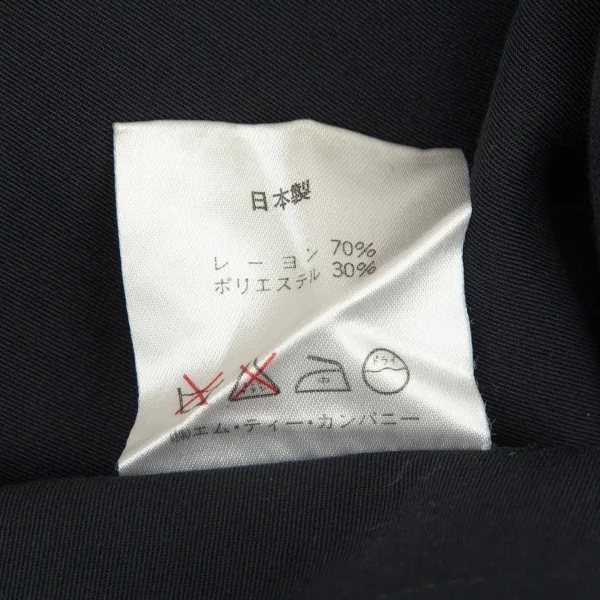 日本製
レーヨン 70%
ポリエステル 30%
中 ドライ
㈱エム・ティー・カンパニー